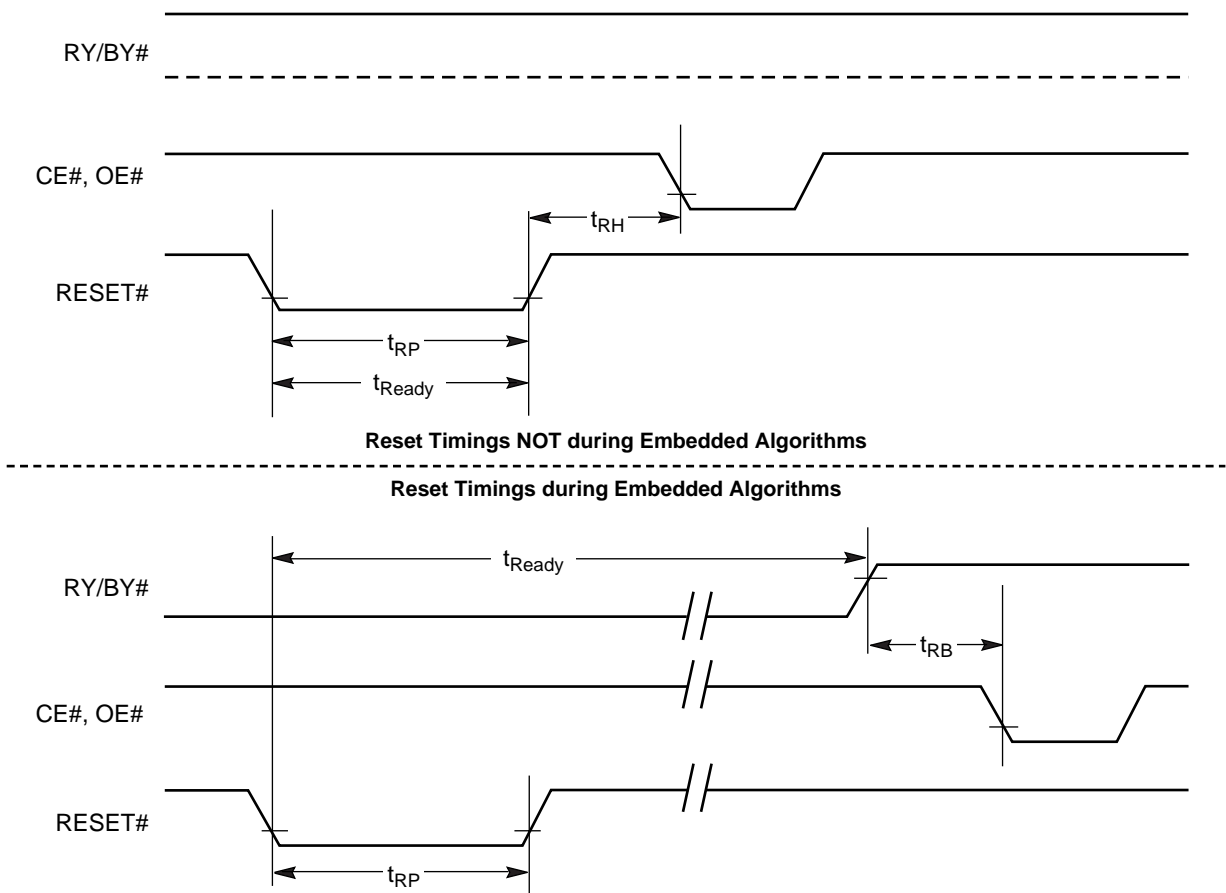 RY/BY#
CE#, OE#
tRH
RESET#
tRP
tReady
Reset Timings NOT during Embedded Algorithms
Reset Timings during Embedded Algorithms
tReady
RY/BY#
tRB
CE#, OE#
RESET#
tRP